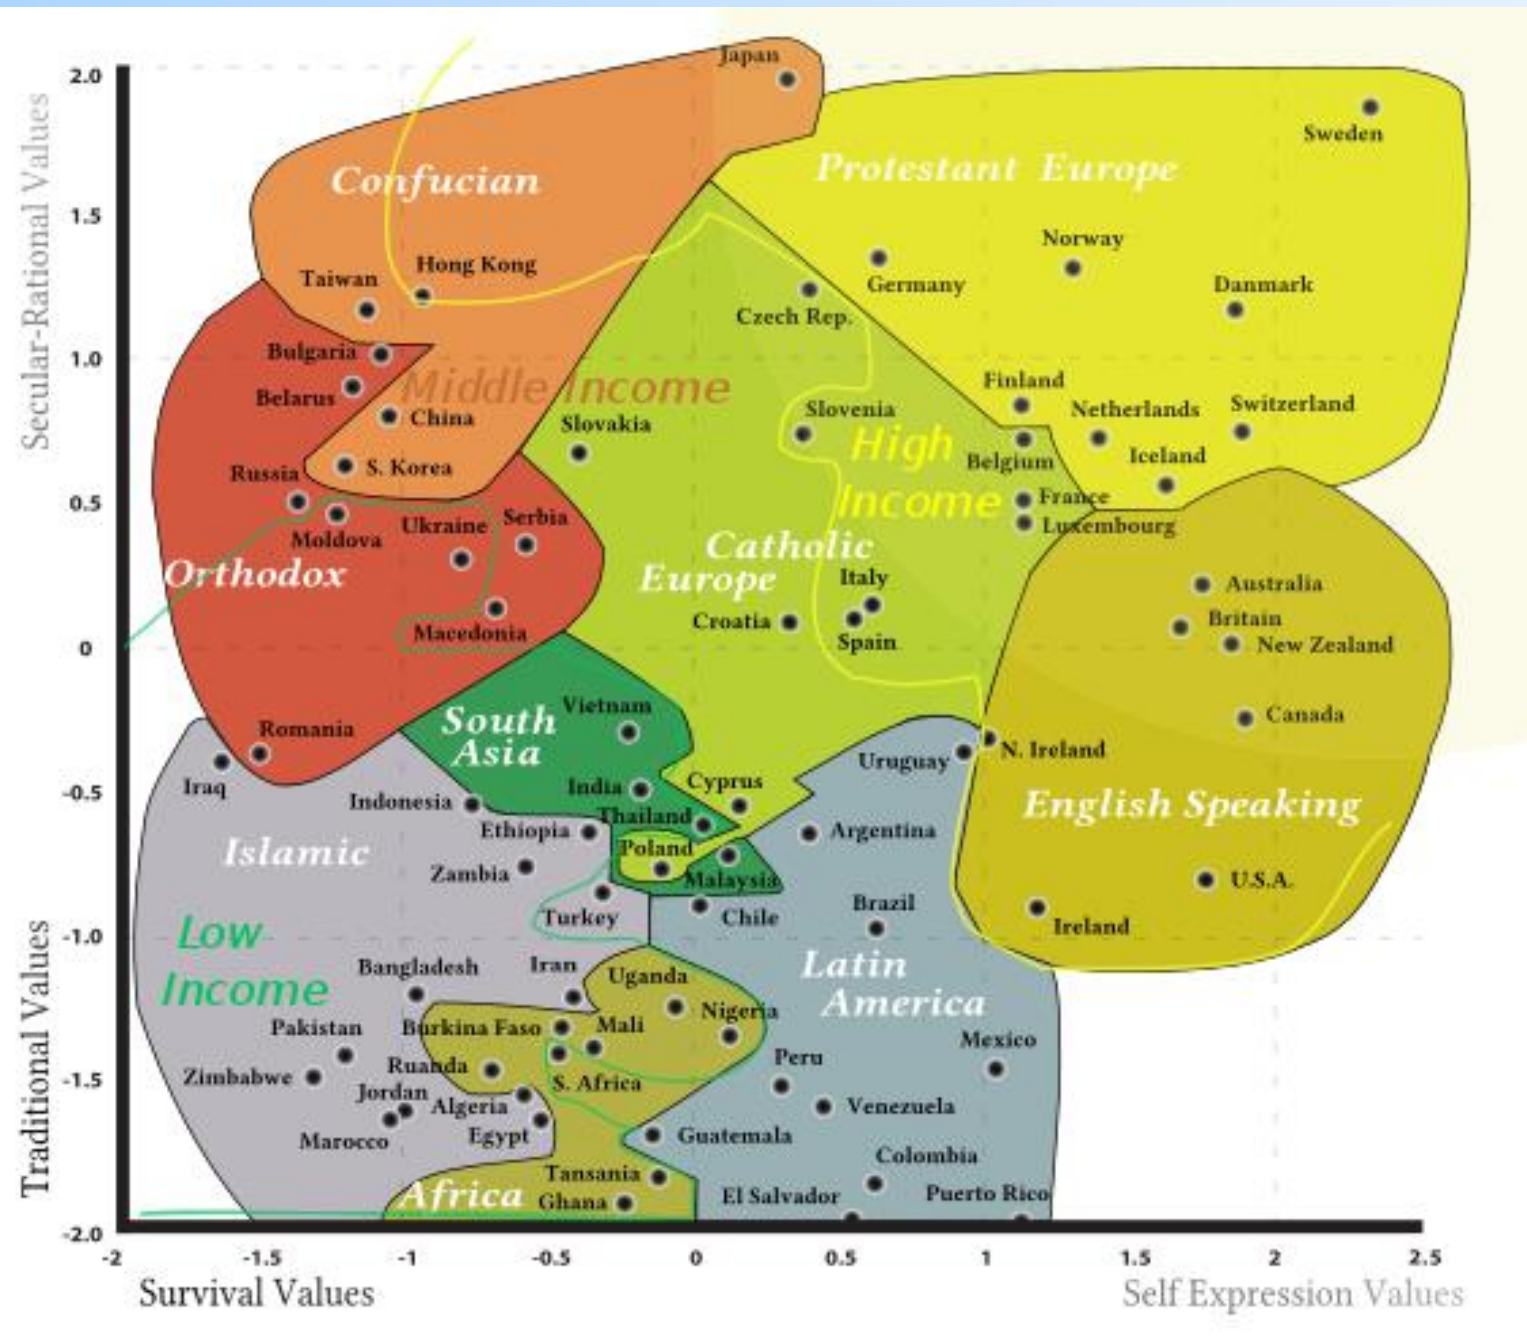 Japan
2.0
Sweden
Protestant Europe
Confucian
Secular-Rational Values
1.5
Norway
Hong Kong
Taiwan
Germany
Danmark
Czech Rep.
Bulgaria
1.0
Middle Income
Finland
Belarus
China
Slovenia
Netherlands
Switzerland
Slovakia
High
Income
Belgium
Iceland
S. Korea
Russia
0.5
France
Ukraine
Serbia
Luxembourg
Moldova
Catholic
Europe
Orthodox
Italy
Australia
Croatia
Britain
Macedonia
Spain
New Zealand
0
Vietnam
South
Asia
Canada
Romania
N. Ireland
Uruguay
Iraq
India
Cyprus
-0.5
Indonesia
English Speaking
Thailand
Ethiopia
Argentina
Islamic
Poland
Zambia
Malaysia
U.S.A.
Turkey
Chile
Brazil
Ireland
Low
Income
-1.0
Latin
America
Bangladesh
Iran
Uganda
Nigeria
Pakistan
Burkina Faso
Mali
Mexico
Traditional Values
Ruanda
Peru
Zimbabwe
-1.5
S. Africa
Jordan
Algeria
Venezuela
Marocco
Egypt
Guatemala
Colombia
Tansania
Africa
Ghana
El Salvador
Puerto Rico
-2.0
-2 -1.5 -1 -0.5 0 0.5 1 1.5 2 2.5
Survival Values
Self Expression Values